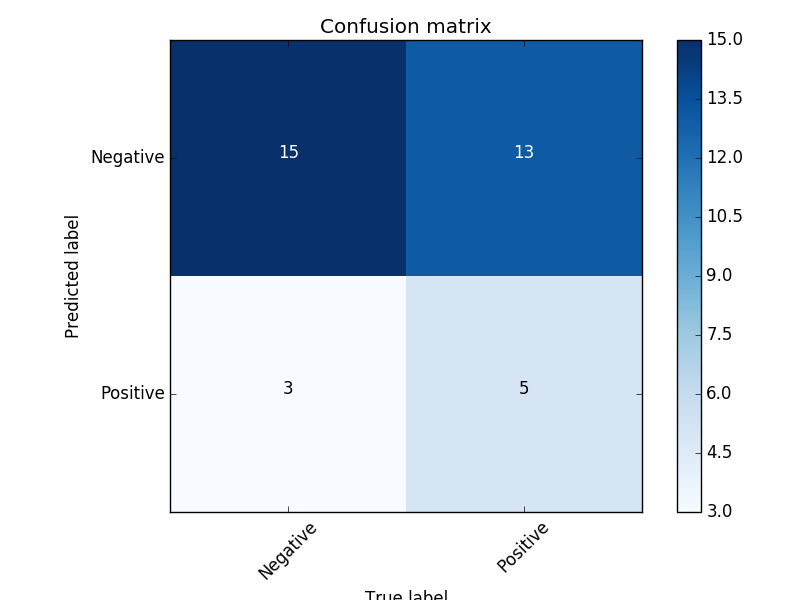 Confusion matrix
Predicted label
Negative
15
13
Positive
3
5
Negative
Positive
True label
15.0
13.5
12.0
10.5
9.0
7.5
6.0
4.5
3.0